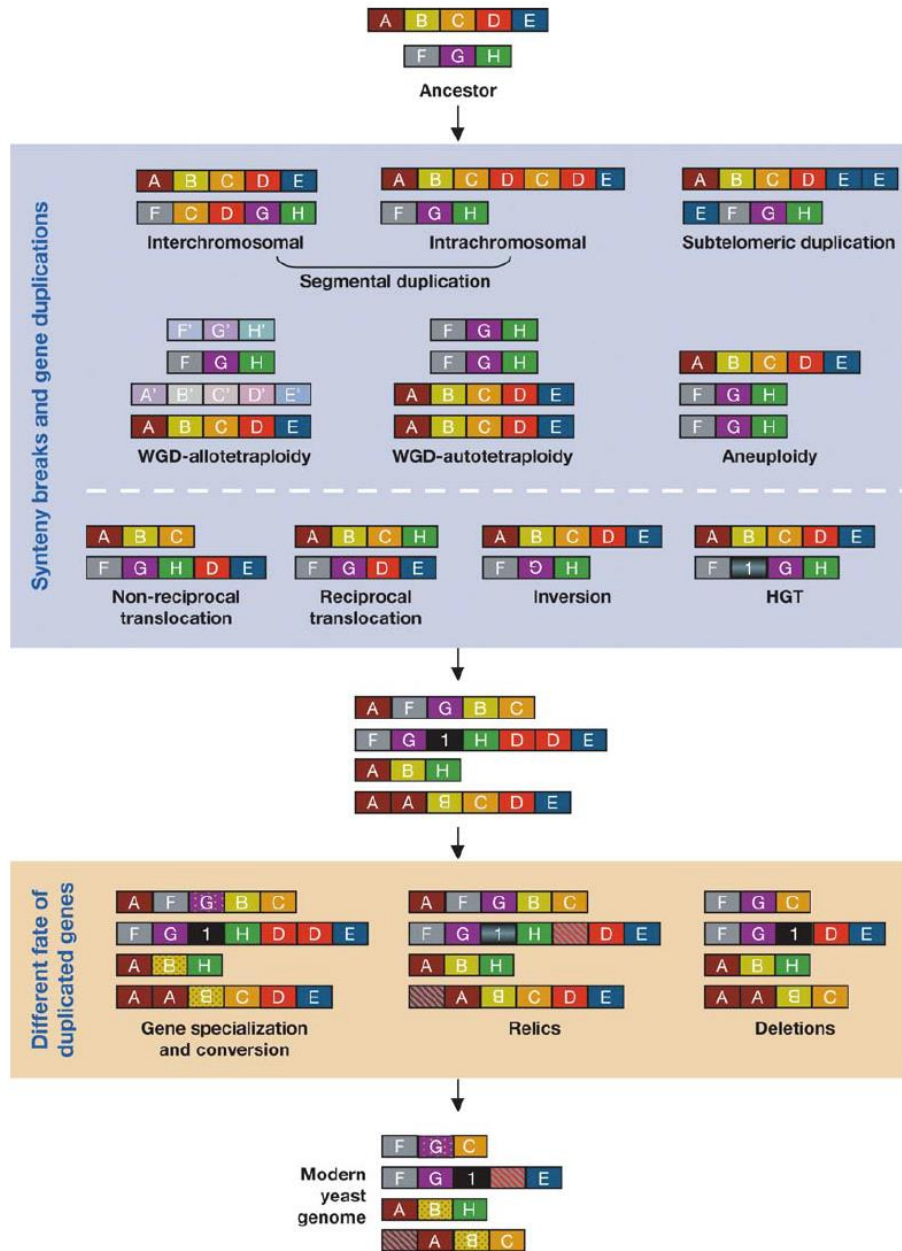 A B C D E
F G H
Ancestor
Synteny breaks and gene duplications
A B C D E
F C D G H
Interchromosomal
A B C D C D E
F G H
Intrachromosomal
Segmental duplication
A B C D E E
E F G H
Subtelomeric duplication
F' G' H'
F G H
A' B' C' D' E'
A B C D E
WGD-allotetraploidy
F G H
F G H
A B C D E
A B C D E
WGD-autotetraploidy
A B C D E
F G H
F G H
Aneuploidy
A B C
F G H D E
Non-reciprocal
translocation
A B C H
F G D E
Reciprocal
translocation
A B C D E
F G H
Inversion
A B C D E
F 1 G H
HGT
A F G B C
F G 1 H D D E
A B H
A A B C D E
Different fate of
duplicated genes
A F G B C
F G 1 H D D E
A B H
A A B C D E
Gene specialization
and conversion
A F G B C
F G 1 H D E
A B H
A B C D E
Relics
F G C
F G 1 D E
A B H
A A B C
Deletions
Modern
yeast
genome
F G C
F G 1 E
A B H
A B C